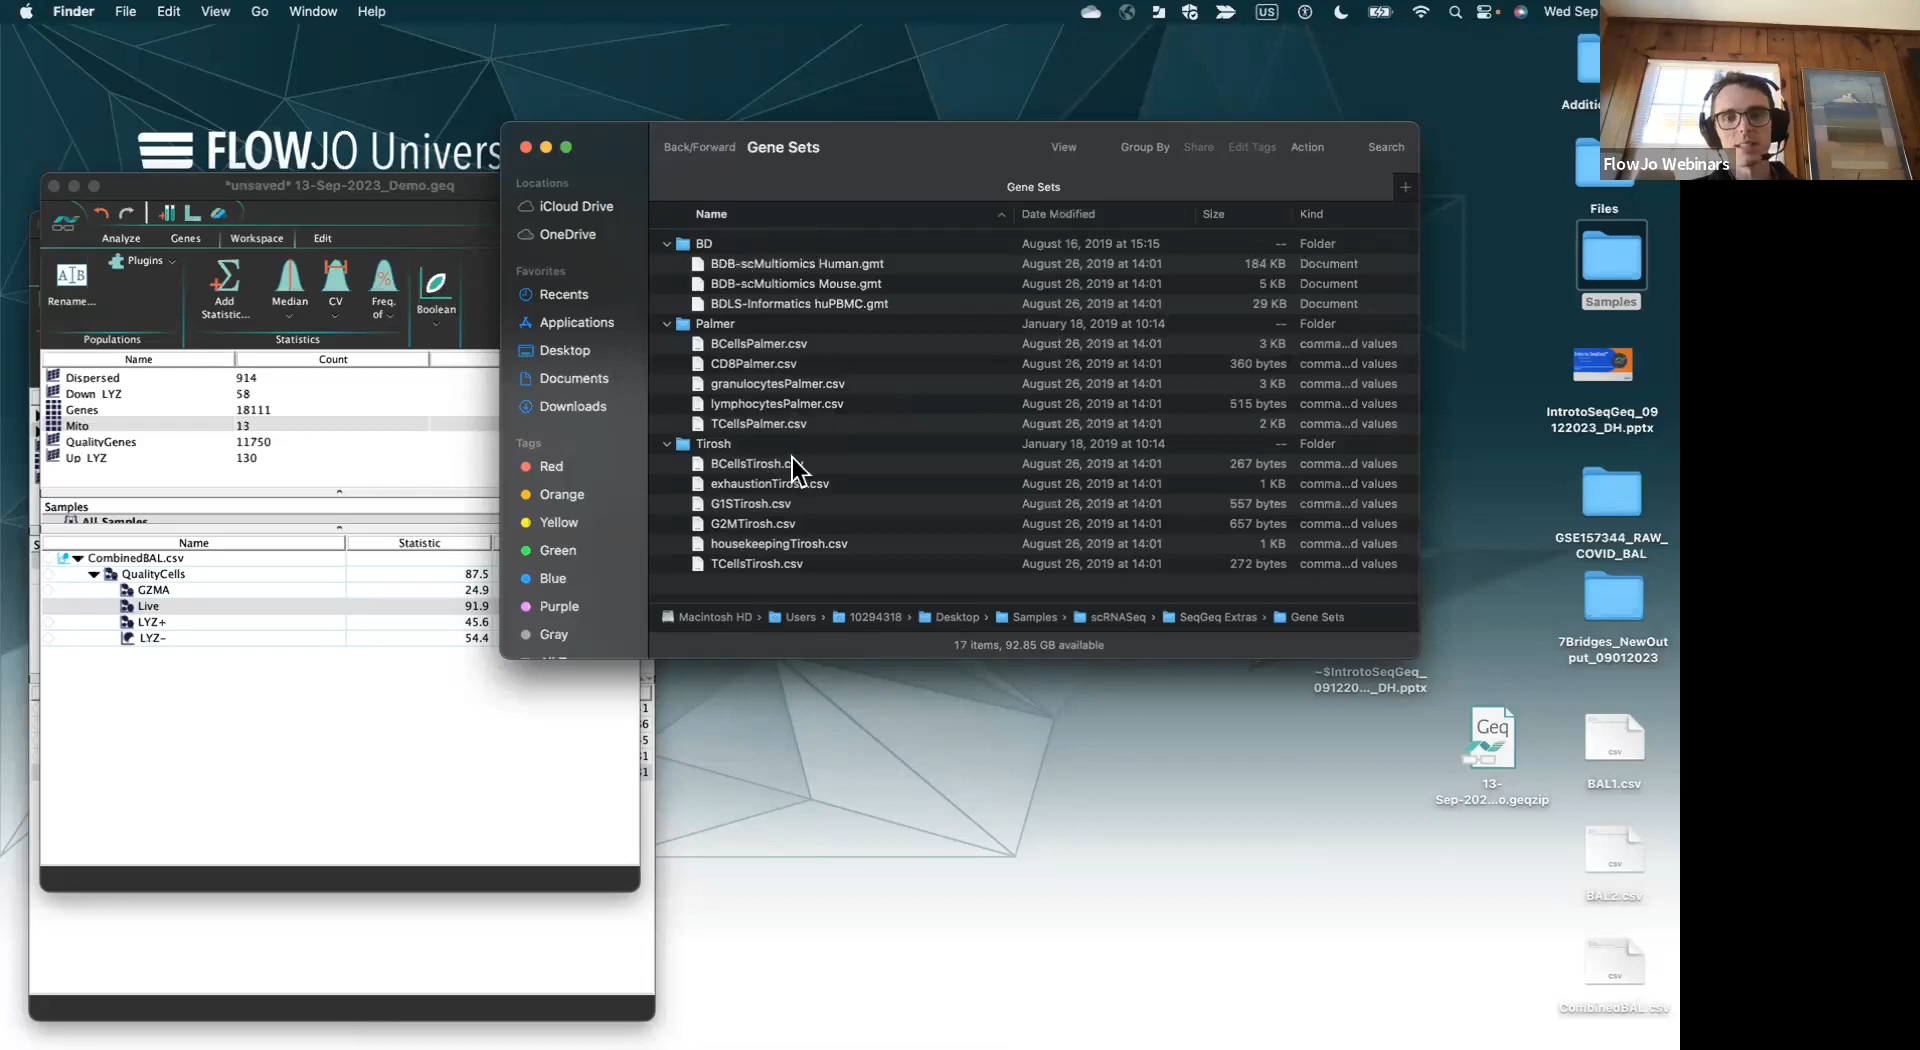 Finder File Edit View Go Window Help
US
Wed Sep
FLOWJO Univers
*unsaved* 13-Sep-2023_Demo.geq
Analyze Genes Workspace Edit
Plugins
Rename...
Add Statistic...
Median
CV
Freq. of
Boolean
Populations
Statistics
Name Count
Dispersed 914
Down LYZ 58
Genes 18111
Mito 13
QualityGenes 11750
Up LYZ 130
Samples
All Samples
Name Statistic
CombinedBAL.csv
QualityCells 87.5
GZMA 24.9
Live 91.9
LYZ+ 45.6
LYZ- 54.4
Locations
iCloud Drive
OneDrive
Favorites
Recents
Applications
Desktop
Documents
Downloads
Tags
Red
Orange
Yellow
Green
Blue
Purple
Gray
Back/Forward Gene Sets View Group By Share Edit Tags Action Search
Gene Sets
Name Date Modified Size Kind
BD August 16, 2019 at 15:15 -- Folder
BDB-scMultiomics Human.gmt August 26, 2019 at 14:01 184 KB Document
BDB-scMultiomics Mouse.gmt August 26, 2019 at 14:01 5 KB Document
BDLS-Informatics huPBMC.gmt August 26, 2019 at 14:01 29 KB Document
Palmer January 18, 2019 at 10:14 -- Folder
BCellsPalmer.csv August 26, 2019 at 14:01 3 KB comma...d values
CD8Palmer.csv August 26, 2019 at 14:01 360 bytes comma...d values
granulocytesPalmer.csv August 26, 2019 at 14:01 3 KB comma...d values
lymphocytesPalmer.csv August 26, 2019 at 14:01 515 bytes comma...d values
TCellsPalmer.csv August 26, 2019 at 14:01 2 KB comma...d values
Tirosh January 18, 2019 at 10:14 -- Folder
BCellsTirosh.csv August 26, 2019 at 14:01 267 bytes comma...d values
exhaustionTirosh.csv August 26, 2019 at 14:01 1 KB comma...d values
G1STirosh.csv August 26, 2019 at 14:01 557 bytes comma...d values
G2MTirosh.csv August 26, 2019 at 14:01 657 bytes comma...d values
housekeepingTirosh.csv August 26, 2019 at 14:01 1 KB comma...d values
TCellsTirosh.csv August 26, 2019 at 14:01 272 bytes comma...d values
Macintosh HD › Users › 10294318 › Desktop › Samples › scRNASeq › SeqGeq Extras › Gene Sets
17 items, 92.85 GB available
FlowJo Webinars
Additi
Files
Samples
IntrotoSeqGeq_09
122023_DH.pptx
GSE157344_RAW_
COVID_BAL
7Bridges_NewOut
put_09012023
~$IntrotoSeqGeq_
091220..._DH.pptx
Geq
13-
Sep-202...o.geqzip
CSV
BAL1.csv
CSV
BAL2.csv
CSV
CombinedBAL.csv